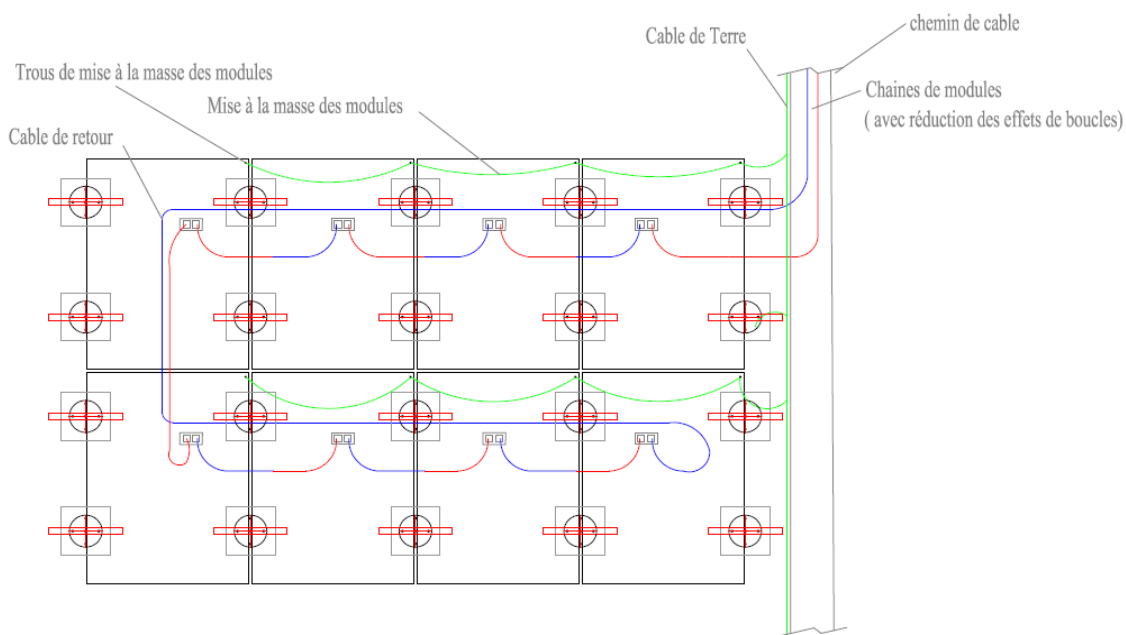 chemin de cable
Cable de Terre
Trous de mise à la masse des modules
Chaines de modules
( avec réduction des effets de boucles)
Mise à la masse des modules
Cable de retour